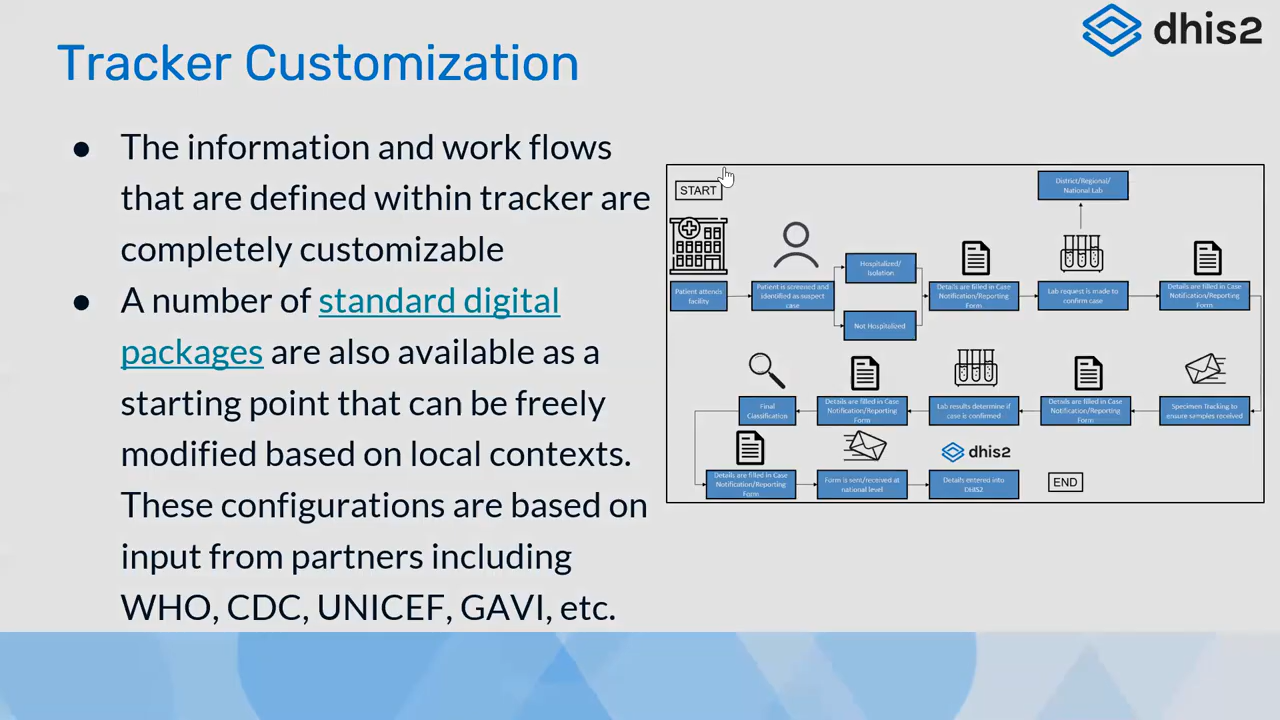 dhis2
Tracker Customization
● The information and work flows
that are defined within tracker are
completely customizable
● A number of standard digital
packages are also available as a
starting point that can be freely
modified based on local contexts.
These configurations are based on
input from partners including
WHO, CDC, UNICEF, GAVI, etc.
START
Patient attends
facility
Patient is screened and
identified as suspect
case
Hospitalized/
Isolation
Not Hospitalized
Details are filled in Case
Notification/Reporting
Form
Lab request is made to
confirm case
District/Regional/
National Lab
Details are filled in Case
Notification/Reporting
Form
Specimen Tracking to
ensure samples received
Details are filled in Case
Notification/Reporting
Form
Lab results determine if
case is confirmed
Details are filled in Case
Notification/Reporting
Form
Final
Classification
Details are filled in Case
Notification/Reporting
Form
Form is sent/received at
national level
dhis2
Details entered into
DHIS2
END